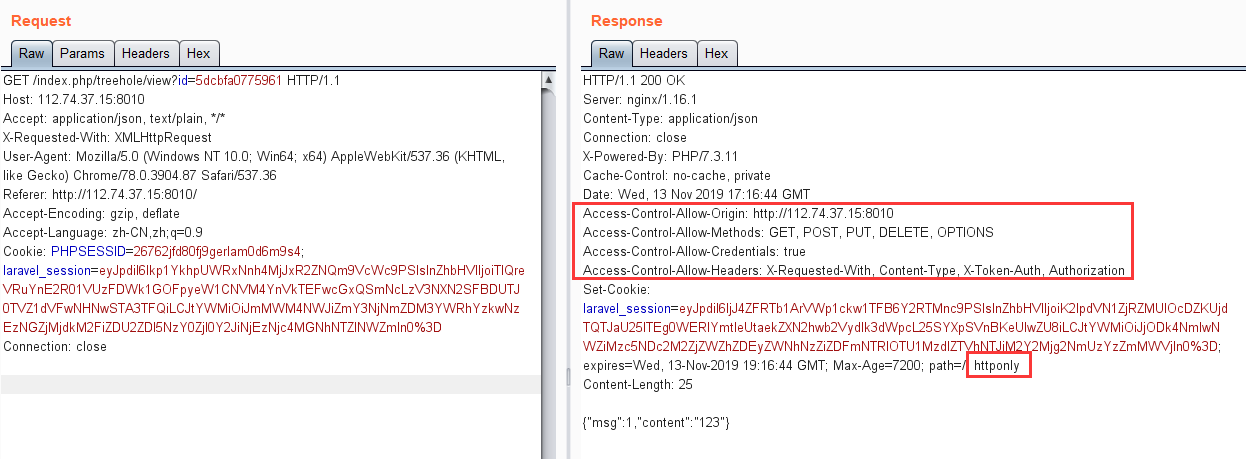 Request
Raw Params Headers Hex
GET /index.php/treehole/view?id=5dcbfa0775961 HTTP/1.1
Host: 112.74.37.15:8010
Accept: application/json, text/plain, */*
X-Requested-With: XMLHttpRequest
User-Agent: Mozilla/5.0 (Windows NT 10.0; Win64; x64) AppleWebKit/537.36 (KHTML,
like Gecko) Chrome/78.0.3904.87 Safari/537.36
Referer: http://112.74.37.15:8010/
Accept-Encoding: gzip, deflate
Accept-Language: zh-CN,zh;q=0.9
Cookie: PHPSESSID=26762jfd80fj9gerlam0d6m9s4;
laravel_session=
Connection: close
Response
Raw Headers Hex
HTTP/1.1 200 OK
Server: nginx/1.16.1
Content-Type: application/json
Connection: close
X-Powered-By: PHP/7.3.11
Cache-Control: no-cache, private
Date: Wed, 13 Nov 2019 17:16:44 GMT
Access-Control-Allow-Origin: http://112.74.37.15:8010
Access-Control-Allow-Methods: GET, POST, PUT, DELETE, OPTIONS
Access-Control-Allow-Credentials: true
Access-Control-Allow-Headers: X-Requested-With, Content-Type, X-Token-Auth, Authorization
Set-Cookie:
laravel_session=
expires=Wed, 13-Nov-2019 19:16:44 GMT; Max-Age=7200; path=/ httponly
Content-Length: 25
{"msg":1,"content":"123"}